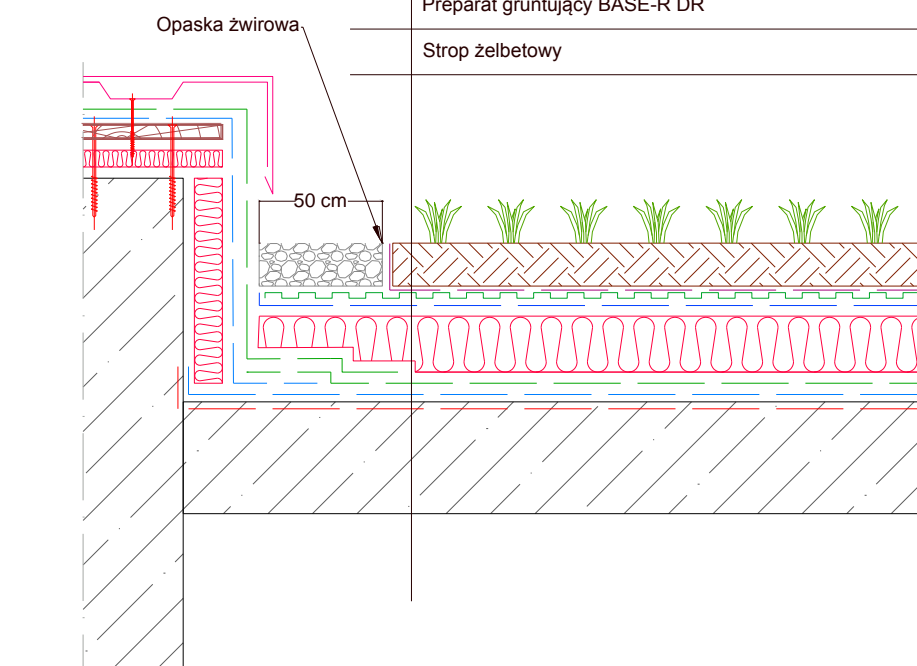 Preparat gruntujący BASE-R DR
Opaska żwirowa
Strop żelbetowy
50 cm